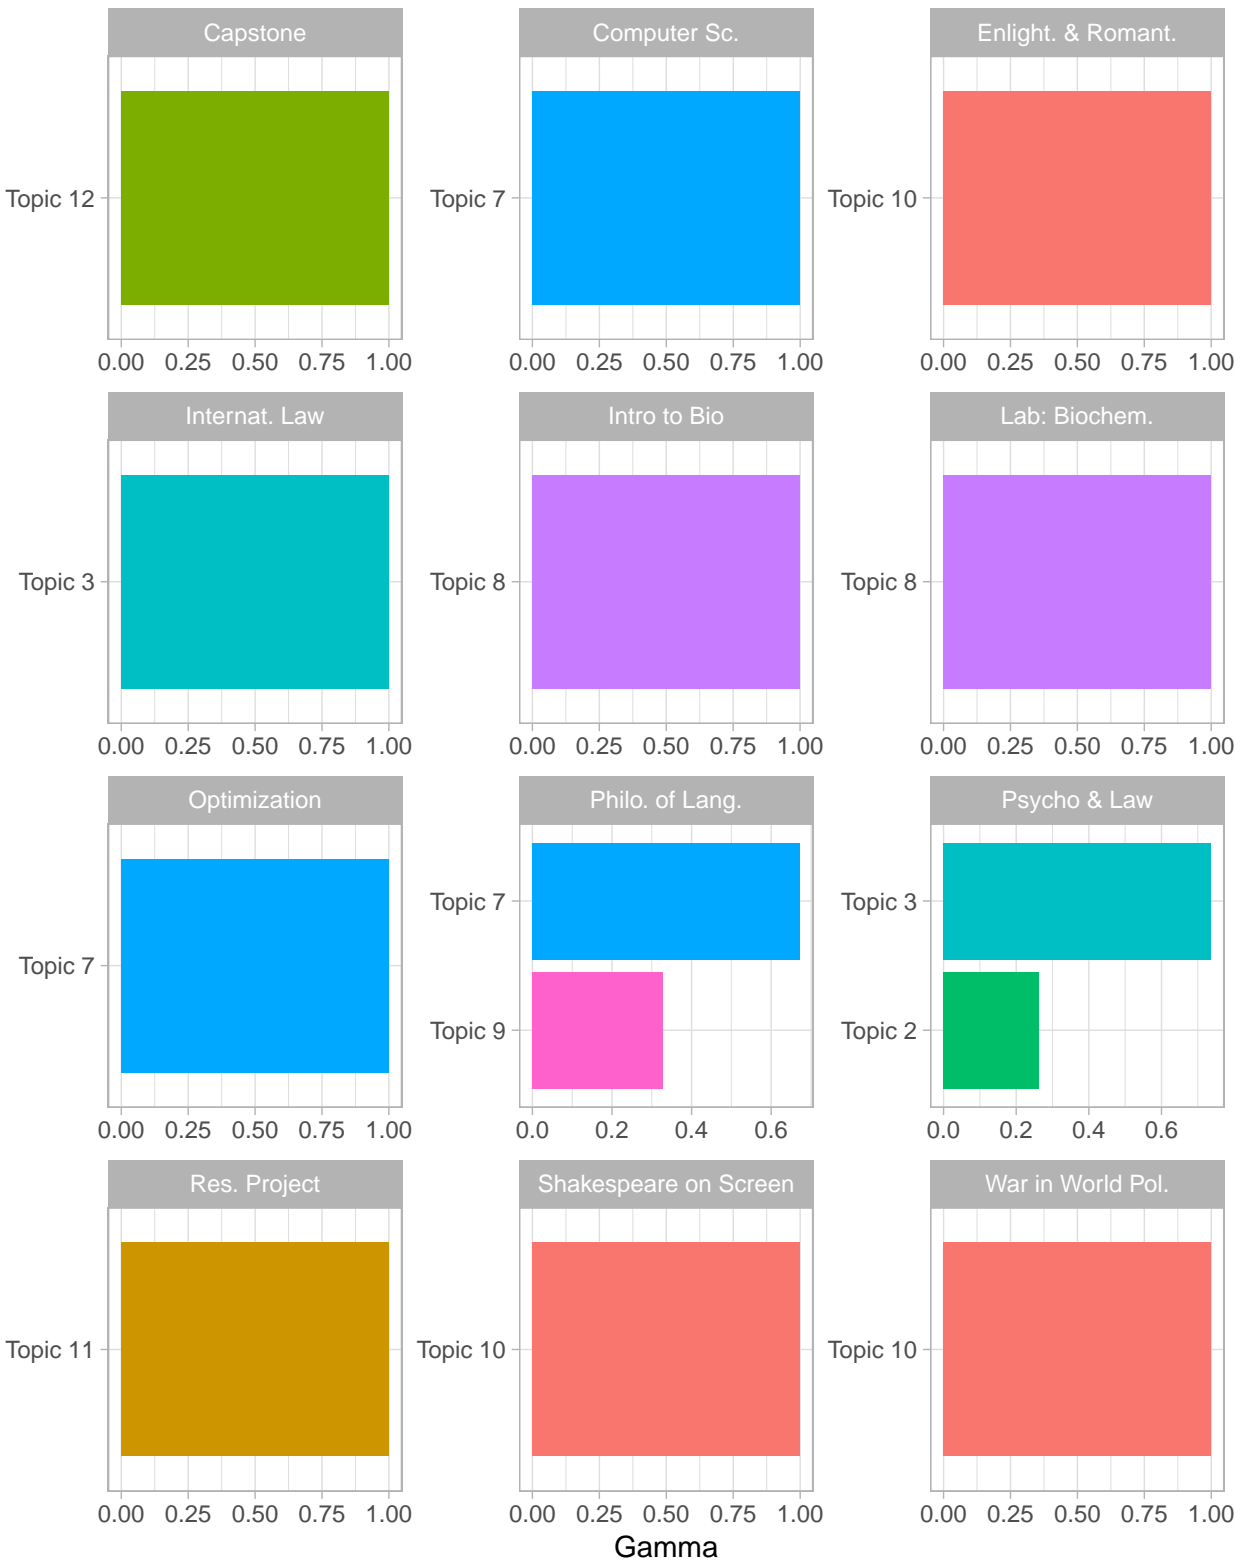 Capstone
Computer Sc.
Enlight. & Romant.
Topic 12
Topic 7
Topic 10
0.00 0.25 0.50 0.75 1.00
0.00 0.25 0.50 0.75 1.00
0.00 0.25 0.50 0.75 1.00
Internat. Law
Intro to Bio
Lab: Biochem.
Topic 3
Topic 8
Topic 8
0.00 0.25 0.50 0.75 1.00
0.00 0.25 0.50 0.75 1.00
0.00 0.25 0.50 0.75 1.00
Optimization
Philo. of Lang.
Psycho & Law
Topic 7
Topic 7
Topic 9
Topic 3
Topic 2
0.00 0.25 0.50 0.75 1.00
0.0 0.2 0.4 0.6
0.0 0.2 0.4 0.6
Res. Project
Shakespeare on Screen
War in World Pol.
Topic 11
Topic 10
Topic 10
0.00 0.25 0.50 0.75 1.00
0.00 0.25 0.50 0.75 1.00
0.00 0.25 0.50 0.75 1.00
Gamma